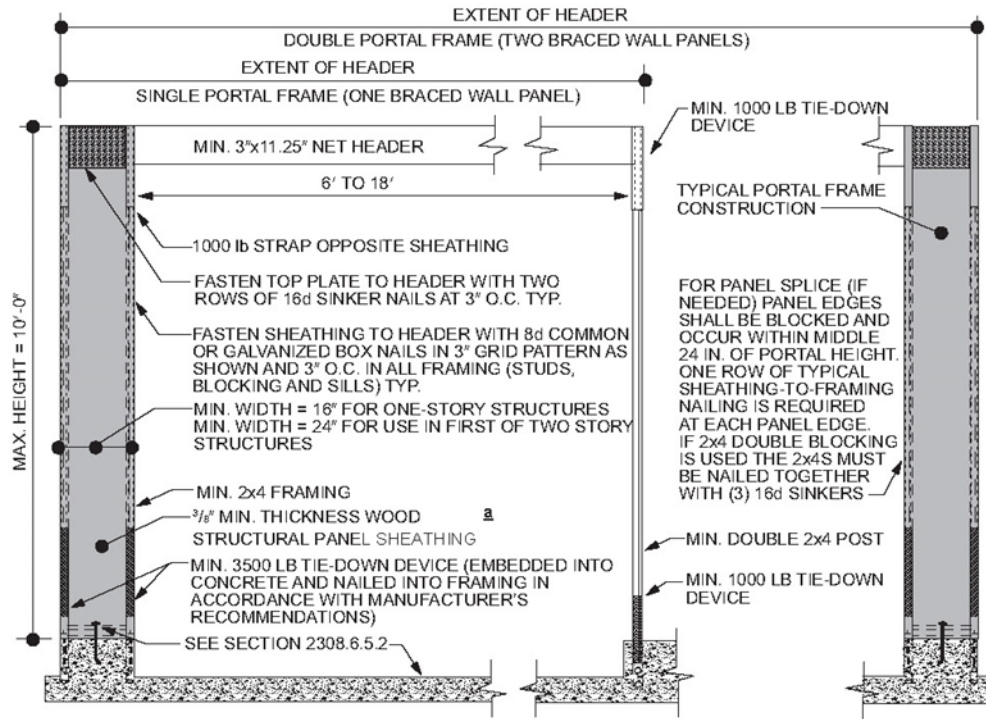 EXTENT OF HEADER
DOUBLE PORTAL FRAME (TWO BRACED WALL PANELS)
EXTENT OF HEADER
SINGLE PORTAL FRAME (ONE BRACED WALL PANEL)
MIN. 1000 LB TIE-DOWN
DEVICE
MIN. 3″x11.25″ NET HEADER
6′ TO 18′
TYPICAL PORTAL FRAME
CONSTRUCTION
1000 lb STRAP OPPOSITE SHEATHING
FASTEN TOP PLATE TO HEADER WITH TWO
ROWS OF 16d SINKER NAILS AT 3″ O.C. TYP.
FASTEN SHEATHING TO HEADER WITH 8d COMMON
OR GALVANIZED BOX NAILS IN 3″ GRID PATTERN AS
SHOWN AND 3″ O.C. IN ALL FRAMING (STUDS,
BLOCKING AND SILLS) TYP.
MAX. HEIGHT = 10′-0″
MIN. WIDTH = 16″ FOR ONE-STORY STRUCTURES
MIN. WIDTH = 24″ FOR USE IN FIRST OF TWO STORY
STRUCTURES
FOR PANEL SPLICE (IF
NEEDED) PANEL EDGES
SHALL BE BLOCKED AND
OCCUR WITHIN MIDDLE
24 IN. OF PORTAL HEIGHT.
ONE ROW OF TYPICAL
SHEATHING-TO-FRAMING
NAILING IS REQUIRED
AT EACH PANEL EDGE.
IF 2x4 DOUBLE BLOCKING
IS USED THE 2x4S MUST
BE NAILED TOGETHER
WITH (3) 16d SINKERS
MIN. 2x4 FRAMING
3/8″ MIN. THICKNESS WOOD a
STRUCTURAL PANEL SHEATHING
MIN. DOUBLE 2x4 POST
MIN. 3500 LB TIE-DOWN DEVICE (EMBEDDED INTO
CONCRETE AND NAILED INTO FRAMING IN
ACCORDANCE WITH MANUFACTURER'S
RECOMMENDATIONS)
MIN. 1000 LB TIE-DOWN
DEVICE
SEE SECTION 2308.6.5.2